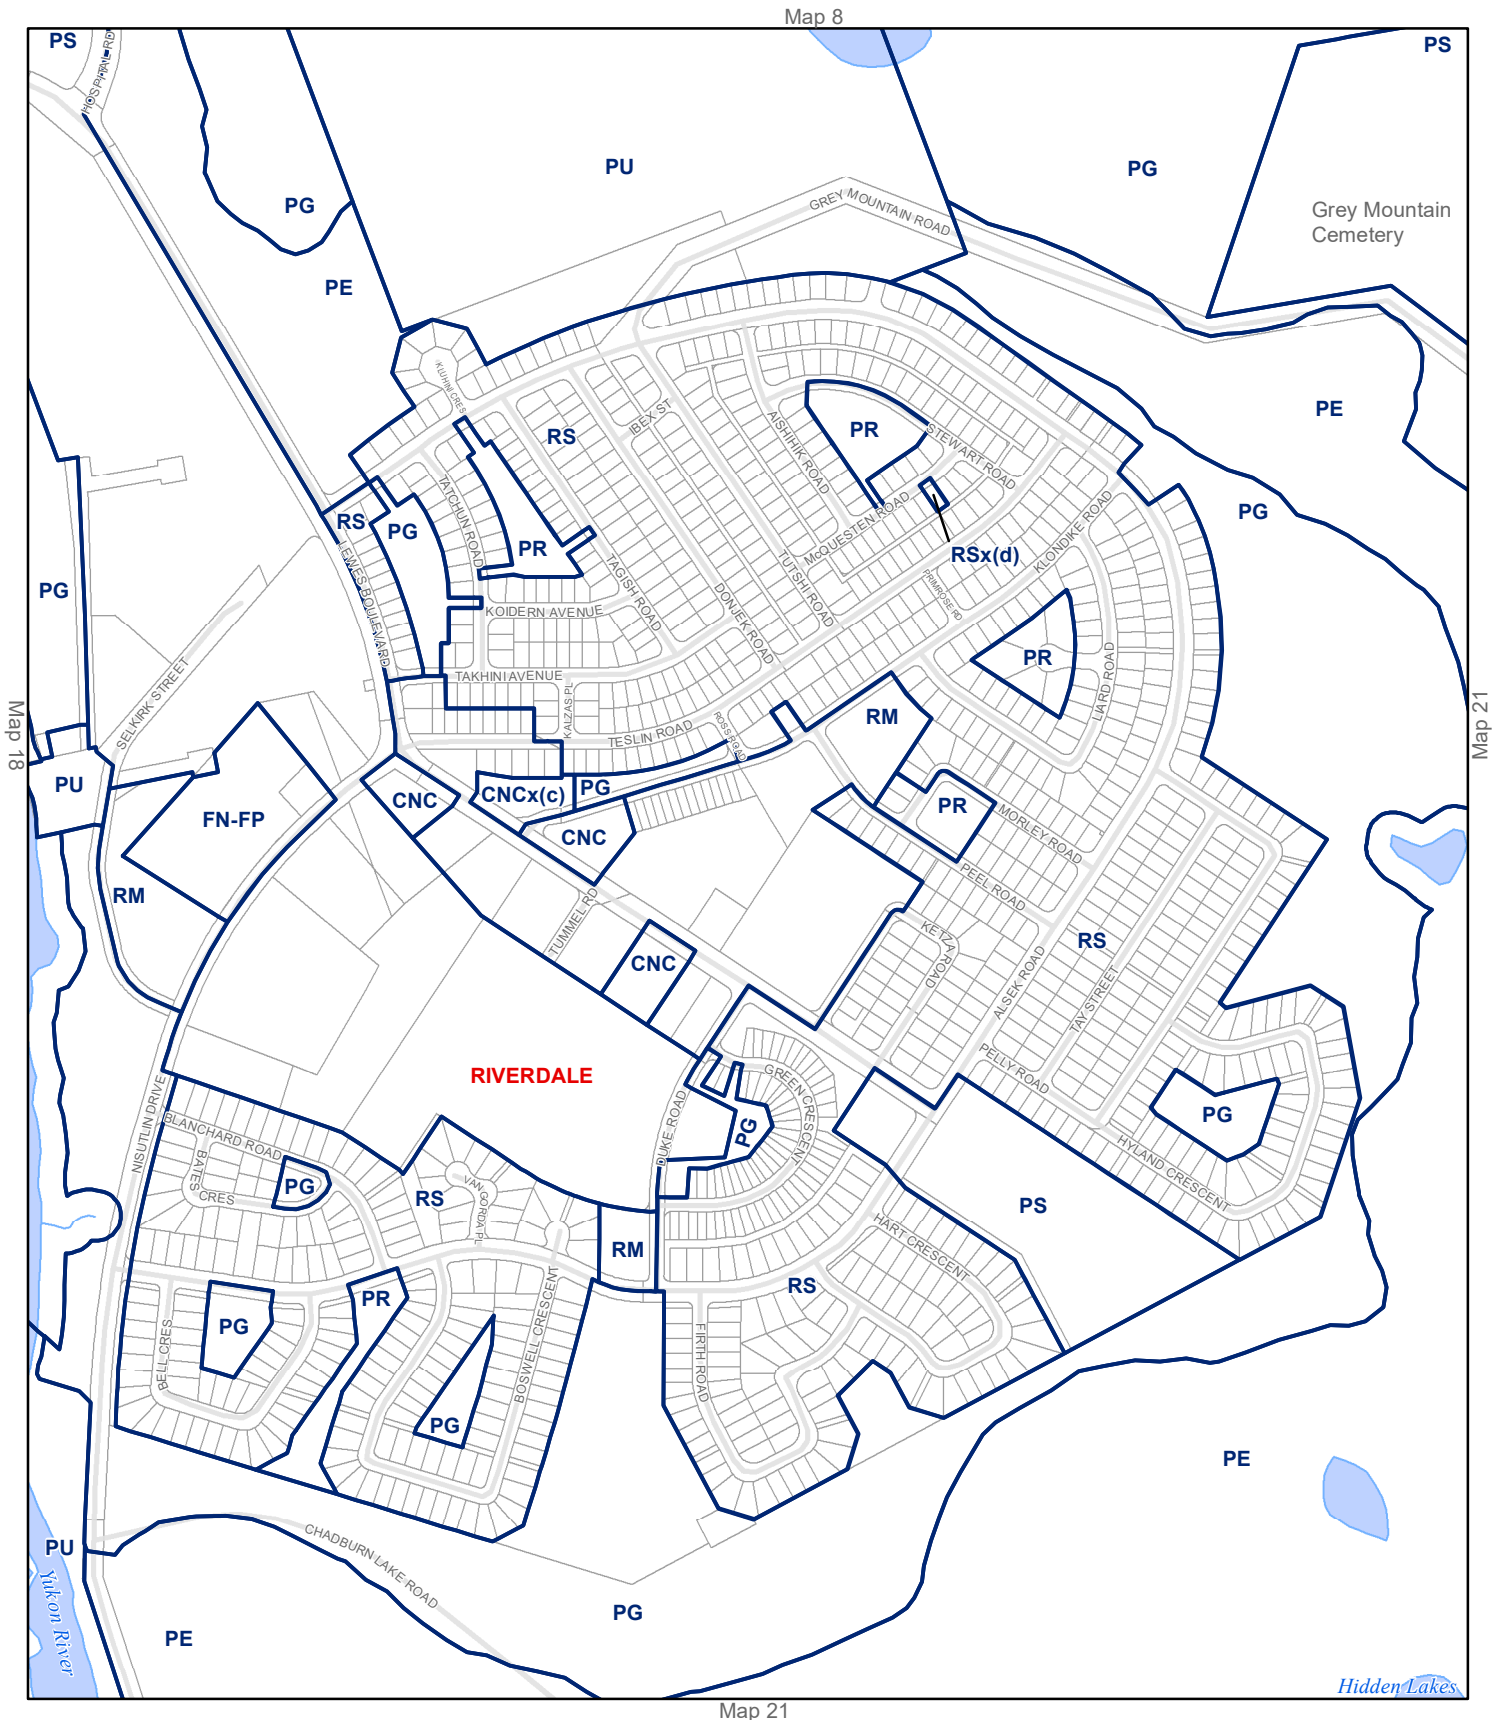 Map 8
PS
HOSPITAL RD
PS
PU
PG
PG
GREY MOUNTAIN ROAD
Grey Mountain
Cemetery
PE
KLUHINI CRES
IBEX ST
RS
AISHIHIK ROAD
PR
STEWART ROAD
PE
TATCHUN ROAD
RS
PG
PR
McQUESTEN ROAD
RSx(d)
KLONDIKE ROAD
PG
LEWES BOULEVARD
PG
TAGISH ROAD
TUTSHI ROAD
DONJEK ROAD
PRIMROSE RD
KOIDERN AVENUE
PR
LIARD ROAD
TAKHINI AVENUE
KALZAS PL
SELKIRK STREET
TESLIN ROAD
ROSS ROAD
RM
Map 18
Map 21
PU
FN-FP
CNC
CNCx(c)
PG
CNC
PR
MORLEY ROAD
RM
PEEL ROAD
TUMMEL RD
KETZA ROAD
RS
CNC
ALSEK ROAD
TAY STREET
PELLY ROAD
RIVERDALE
GREEN CRESCENT
NISUTLIN DRIVE
BLANCHARD ROAD
DUKE ROAD
PG
PG
HYLAND CRESCENT
BATES
CRES
PG
RS
VAN GORDA PL
PS
HART CRESCENT
RM
RS
PR
PG
BELL CRES
BOSWELL CRESCENT
FIRTH ROAD
PG
PE
CHADBURN LAKE ROAD
PU
Yukon River
PG
PE
Hidden Lakes
Map 21